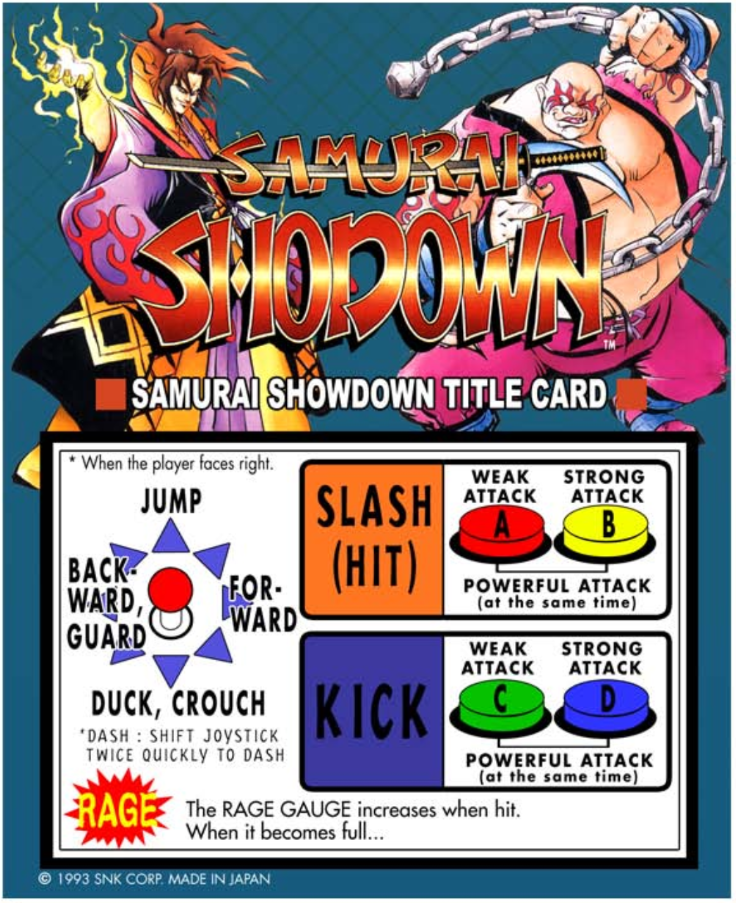 SAMURAI
SHODOWN
TM
SAMURAI SHOWDOWN TITLE CARD
* When the player faces right.
JUMP
BACK-
WARD,
GUARD
FOR-
WARD
DUCK, CROUCH
*DASH : SHIFT JOYSTICK
TWICE QUICKLY TO DASH
SLASH
(HIT)
WEAK
ATTACK
STRONG
ATTACK
A
B
POWERFUL ATTACK
(at the same time)
KICK
WEAK
ATTACK
STRONG
ATTACK
C
D
POWERFUL ATTACK
(at the same time)
RAGE
The RAGE GAUGE increases when hit.
When it becomes full...
© 1993 SNK CORP. MADE IN JAPAN